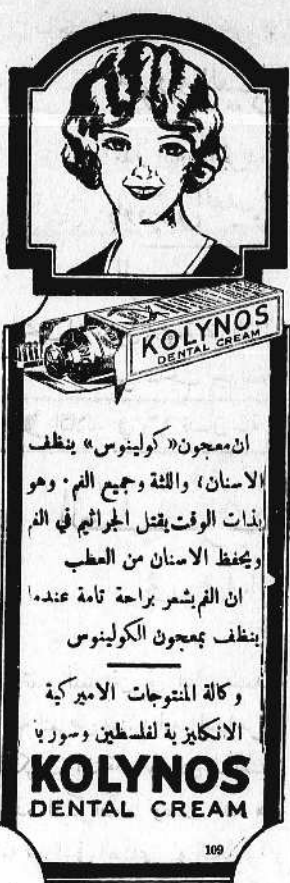 KOLYNOS
DENTAL CREAM
ان معجون «كولينوس» ينظف
الاسنان، واللثة وجميع الفم. وهو
بذات الوقت يقتل الجراثيم في الفم
ويحفظ الاسنان من العطب
ان الفم يشعر براحة تامة عندما
ينظف بمعجون الكولينوس
وكالة المنتوجات الاميركية
الانكليزية لفلسطين وسوريا
KOLYNOS
DENTAL CREAM
109